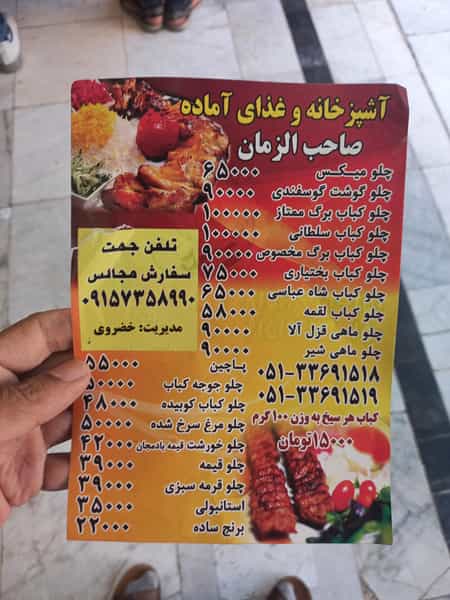 آشپزخانه و غذای آماده
صاحب الزمان
چلو میکس ۶۵۰۰۰
چلو گوشت گوسفندی ۹۰۰۰۰
چلو کباب برگ ممتاز ۱۰۰۰۰۰
چلو کباب سلطانی ۱۰۰۰۰۰
چلو کباب برگ مخصوص ۹۰۰۰۰
چلو کباب بختیاری ۷۵۰۰۰
چلو کباب شاه عباسی ۶۵۰۰۰
چلو کباب لقمه ۵۸۰۰۰
چلو ماهی قزل آلا ۹۰۰۰۰
چلو ماهی شیر ۹۰۰۰۰
تلفن جهت
سفارش مجالس
۰۹۱۵۷۳۵۸۹۹۰
مدیریت: خضروی
۰۵۱-۳۳۶۹۱۵۱۸
۰۵۱-۳۳۶۹۱۵۱۹
کباب هر سیخ به وزن ۱۰۰ گرم
۱۵۰۰۰ تومان
پاچین ۵۵۰۰۰
چلو جوجه کباب
چلو کباب کوبیده ۴۸۰۰۰
چلو مرغ سرخ شده ۵۰۰۰۰
چلو خورشت قیمه بادمجان ۴۲۰۰۰
چلو قیمه ۳۹۰۰۰
چلو قرمه سبزی ۳۹۰۰۰
استانبولی ۳۵۰۰۰
برنج ساده ۲۲۰۰۰